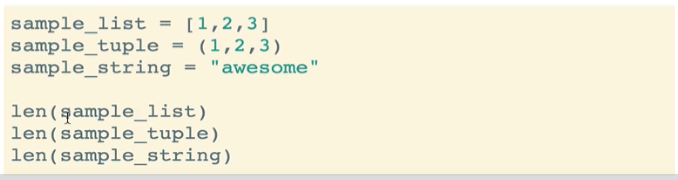 sample_list = [1,2,3]
sample_tuple = (1,2,3)
sample_string = "awesome"
len(sample_list)
len(sample_tuple)
len(sample_string)